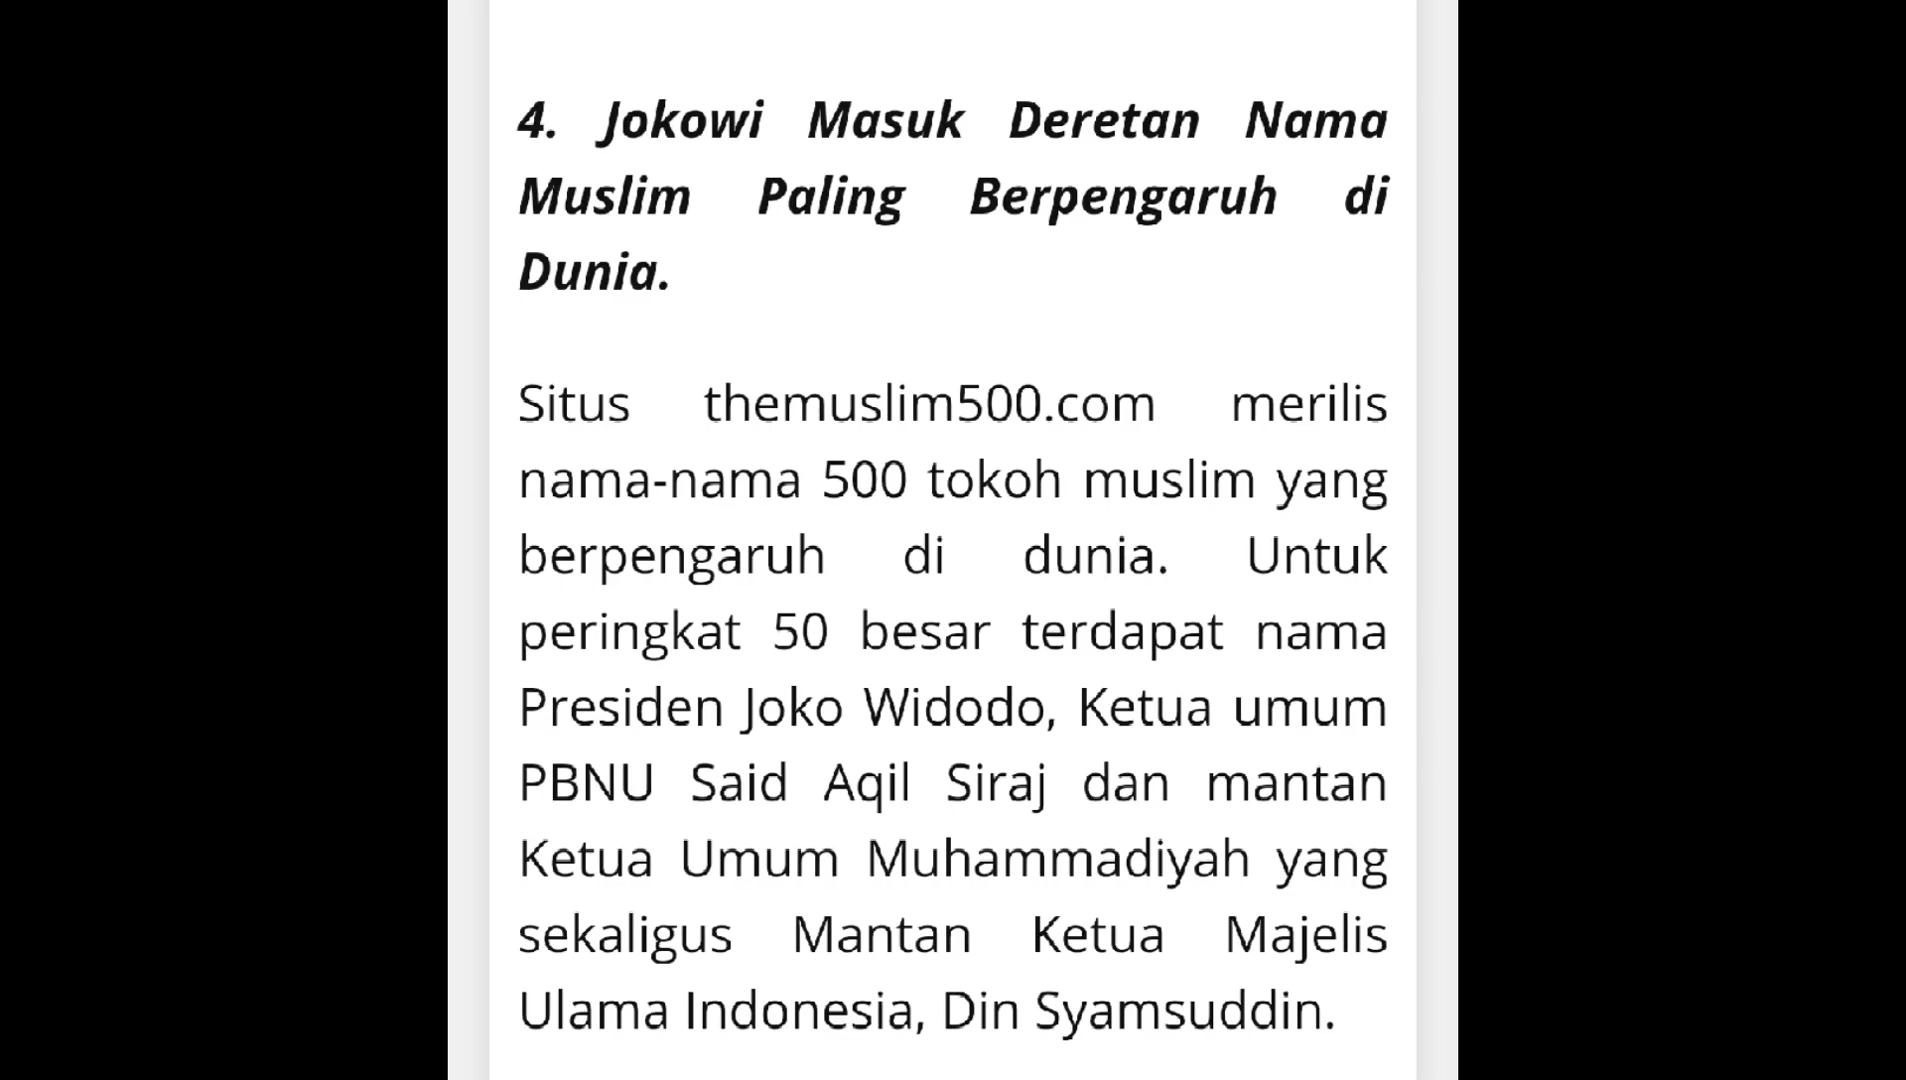 4. Jokowi Masuk Deretan Nama
Muslim Paling Berpengaruh di
Dunia.
Situs themuslim500.com merilis
nama-nama 500 tokoh muslim yang
berpengaruh di dunia. Untuk
peringkat 50 besar terdapat nama
Presiden Joko Widodo, Ketua umum
PBNU Said Aqil Siraj dan mantan
Ketua Umum Muhammadiyah yang
sekaligus Mantan Ketua Majelis
Ulama Indonesia, Din Syamsuddin.